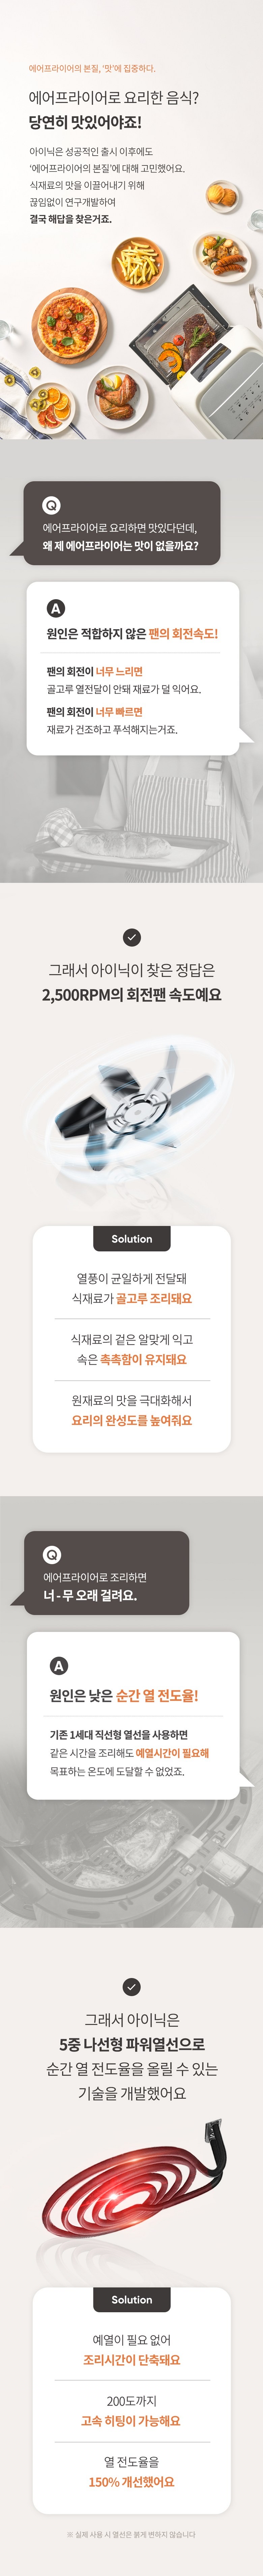 에어프라이어의 본질, '맛'에 집중하다.
에어프라이어로 요리한 음식?
당연히 맛있어야죠!
아이닉은 성공적인 출시 이후에도
'에어프라이어의 본질'에 대해 고민했어요.
식재료의 맛을 이끌어내기 위해
끊임없이 연구개발하여
결국 해답을 찾은거죠.
Q
에어프라이어로 요리하면 맛있다던데,
왜 제 에어프라이어는 맛이 없을까요?
A
원인은 적합하지 않은 팬의 회전속도!
팬의 회전이 너무 느리면
골고루 열전달이 안돼 재료가 덜 익어요.
팬의 회전이 너무 빠르면
재료가 건조하고 푸석해지는거죠.
그래서 아이닉이 찾은 정답은
2,500RPM의 회전팬 속도예요
Solution
열풍이 균일하게 전달돼
식재료가 골고루 조리돼요
식재료의 겉은 알맞게 익고
속은 촉촉함이 유지돼요
원재료의 맛을 극대화해서
요리의 완성도를 높여줘요
Q
에어프라이어로 조리하면
너 - 무 오래 걸려요.
A
원인은 낮은 순간 열 전도율!
기존 1세대 직선형 열선을 사용하면
같은 시간을 조리해도 예열시간이 필요해
목표하는 온도에 도달할 수 없었죠.
그래서 아이닉은
5중 나선형 파워열선으로
순간 열 전도율을 올릴 수 있는
기술을 개발했어요
Solution
예열이 필요 없어
조리시간이 단축돼요
200도까지
고속 히팅이 가능해요
열 전도율을
150% 개선했어요
※ 실제 사용 시 열선은 붉게 변하지 않습니다